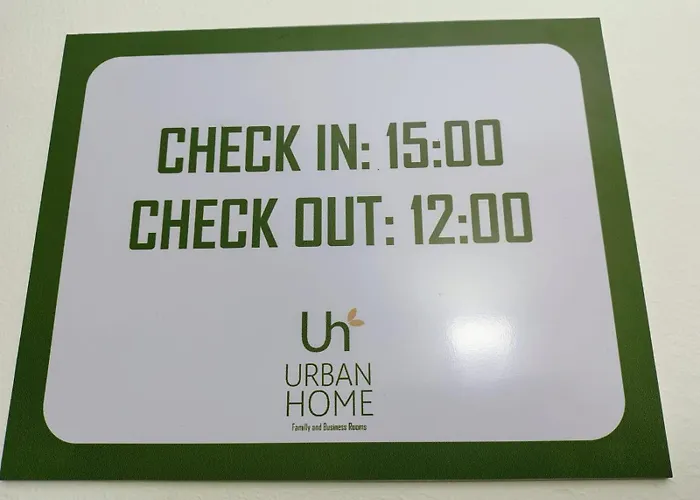 CHECK IN: 15:00
CHECK OUT: 12:00
Uh
URBAN
HOME
Family and Business Rooms